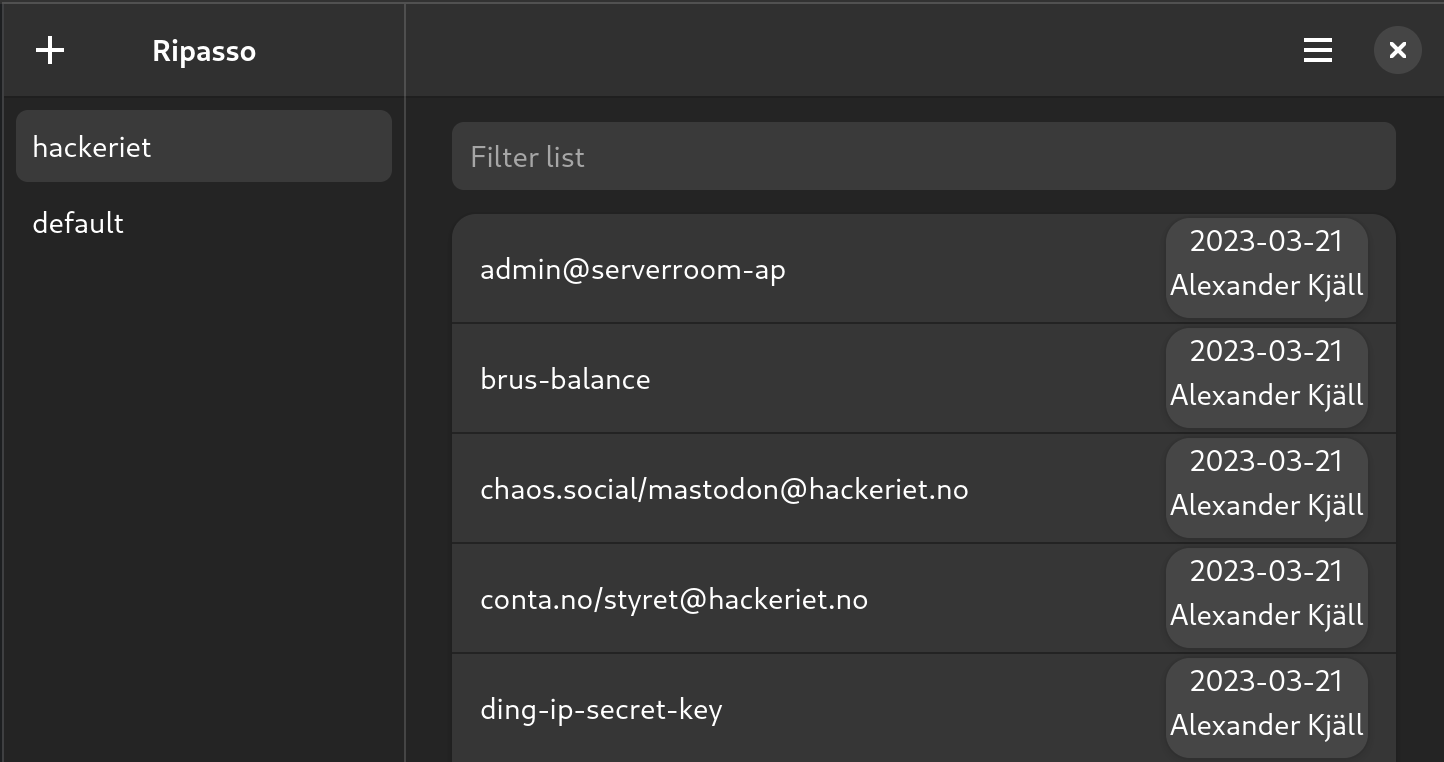 Ripasso
hackeriet
default
Filter list
admin@serverroom-ap
2023-03-21
Alexander Kjäll
brus-balance
2023-03-21
Alexander Kjäll
chaos.social/mastodon@hackeriet.no
2023-03-21
Alexander Kjäll
conta.no/styret@hackeriet.no
2023-03-21
Alexander Kjäll
ding-ip-secret-key
2023-03-21
Alexander Kjäll